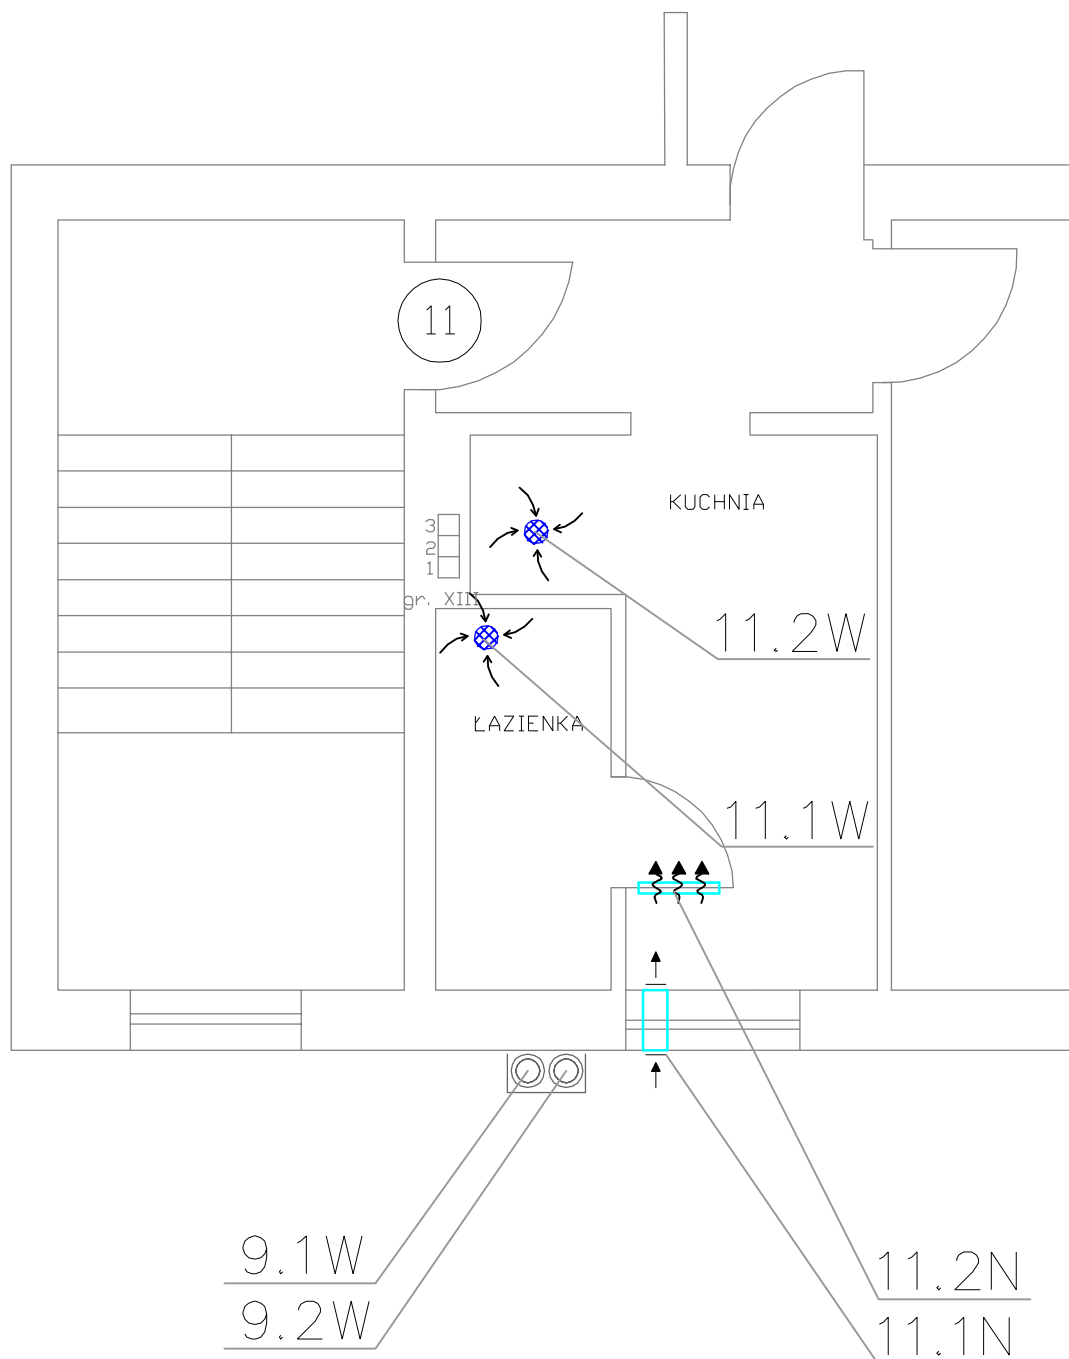 11
KUCHNIA
3
2
1
gr. XIII
11.2W
ŁAZIENKA
11.1W
9.1W
11.2N
9.2W
11.1N